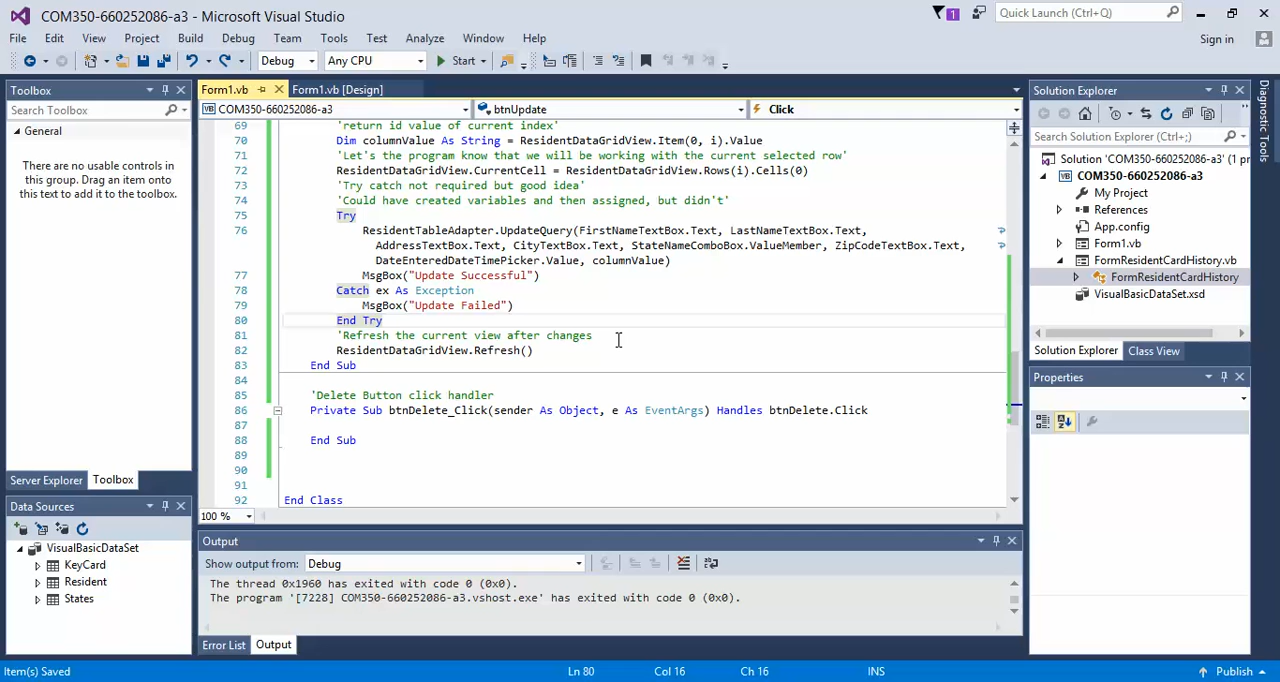 COM350-660252086-a3 - Microsoft Visual Studio
1
Quick Launch (Ctrl+Q)
File Edit View Project Build Debug Team Tools Test Analyze Window Help
Sign in
Debug Any CPU Start
Toolbox
Search Toolbox
General
There are no usable controls in
this group. Drag an item onto
this text to add it to the toolbox.
Server Explorer Toolbox
Data Sources
VisualBasicDataSet
KeyCard
Resident
States
Form1.vb Form1.vb [Design]
COM350-660252086-a3 btnUpdate Click
69 'return id value of current index'
70 Dim columnValue As String = ResidentDataGridView.Item(0, i).Value
71 'Let's the program know that we will be working with the current selected row'
72 ResidentDataGridView.CurrentCell = ResidentDataGridView.Rows(i).Cells(0)
73 'Try catch not required but good idea'
74 'Could have created variables and then assigned, but didn't'
75 Try
76 ResidentTableAdapter.UpdateQuery(FirstNameTextBox.Text, LastNameTextBox.Text,
AddressTextBox.Text, CityTextBox.Text, StateNameComboBox.ValueMember, ZipCodeTextBox.Text,
DateEnteredDateTimePicker.Value, columnValue)
77 MsgBox("Update Successful")
78 Catch ex As Exception
79 MsgBox("Update Failed")
80 End Try
81 'Refresh the current view after changes
82 ResidentDataGridView.Refresh()
83 End Sub
84
85 'Delete Button click handler
86 Private Sub btnDelete_Click(sender As Object, e As EventArgs) Handles btnDelete.Click
87
88 End Sub
89
90
91
92 End Class
100 %
Output
Show output from: Debug
The thread 0x1960 has exited with code 0 (0x0).
The program '[7228] COM350-660252086-a3.vshost.exe' has exited with code 0 (0x0).
Error List Output
Solution Explorer
Search Solution Explorer (Ctrl+;)
Solution 'COM350-660252086-a3' (1 pr
VB COM350-660252086-a3
My Project
References
App.config
Form1.vb
FormResidentCardHistory.vb
FormResidentCardHistory
VisualBasicDataSet.xsd
Solution Explorer Class View
Properties
Diagnostic Tools
Item(s) Saved Ln 80 Col 16 Ch 16 INS Publish